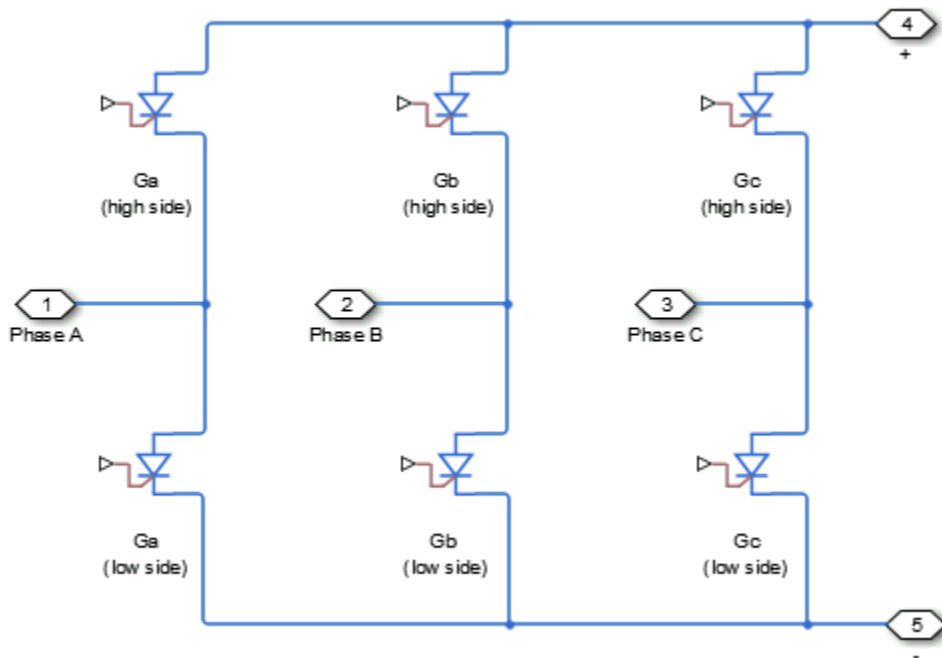 4
+
Ga
(high side)
Gb
(high side)
Gc
(high side)
1
Phase A
2
Phase B
3
Phase C
Ga
(low side)
Gb
(low side)
Gc
(low side)
5
-